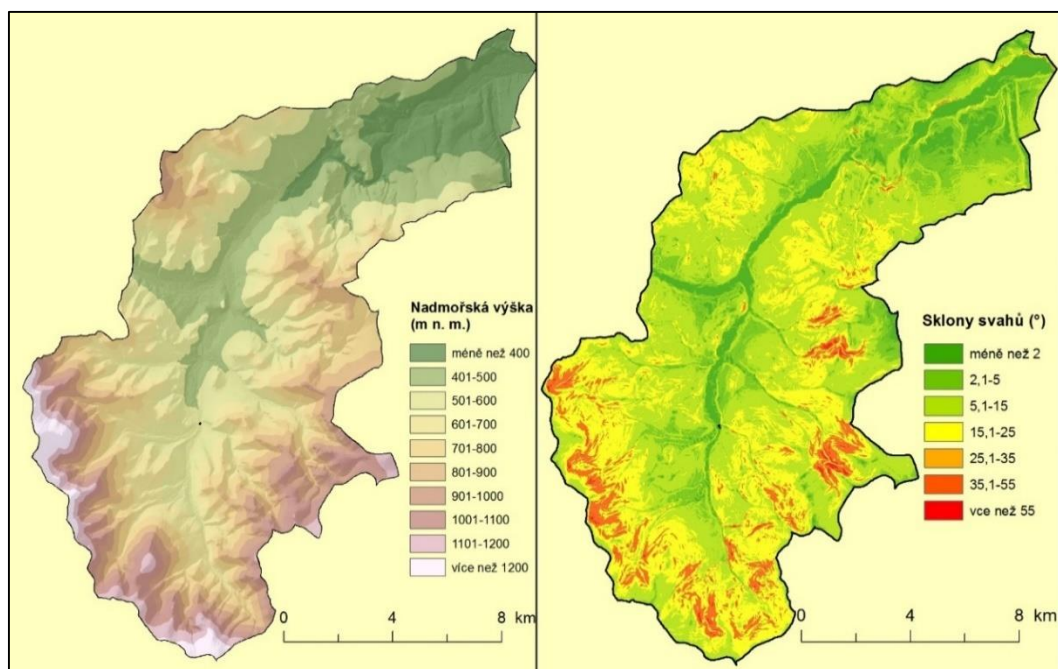 Nadmořská výška
(m n. m.)
méně než 400
401-500
501-600
601-700
701-800
801-900
901-1000
1001-1100
1101-1200
více než 1200
0 4 8 km
Sklony svahů (°)
méně než 2
2,1-5
5,1-15
15,1-25
25,1-35
35,1-55
vce než 55
0 4 8 km